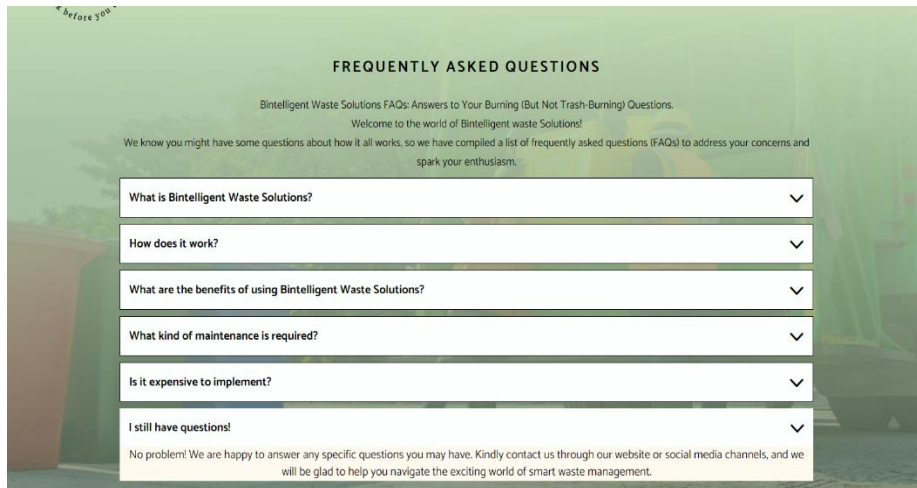 before you
FREQUENTLY ASKED QUESTIONS
Bintelligent Waste Solutions FAQs: Answers to Your Burning (But Not Trash-Burning) Questions.
Welcome to the world of Bintelligent waste Solutions!
We know you might have some questions about how it all works, so we have compiled a list of frequently asked questions (FAQs) to address your concerns and
spark your enthusiasm.
What is Bintelligent Waste Solutions?
How does it work?
What are the benefits of using Bintelligent Waste Solutions?
What kind of maintenance is required?
Is it expensive to implement?
I still have questions!
No problem! We are happy to answer any specific questions you may have. Kindly contact us through our website or social media channels, and we
will be glad to help you navigate the exciting world of smart waste management.